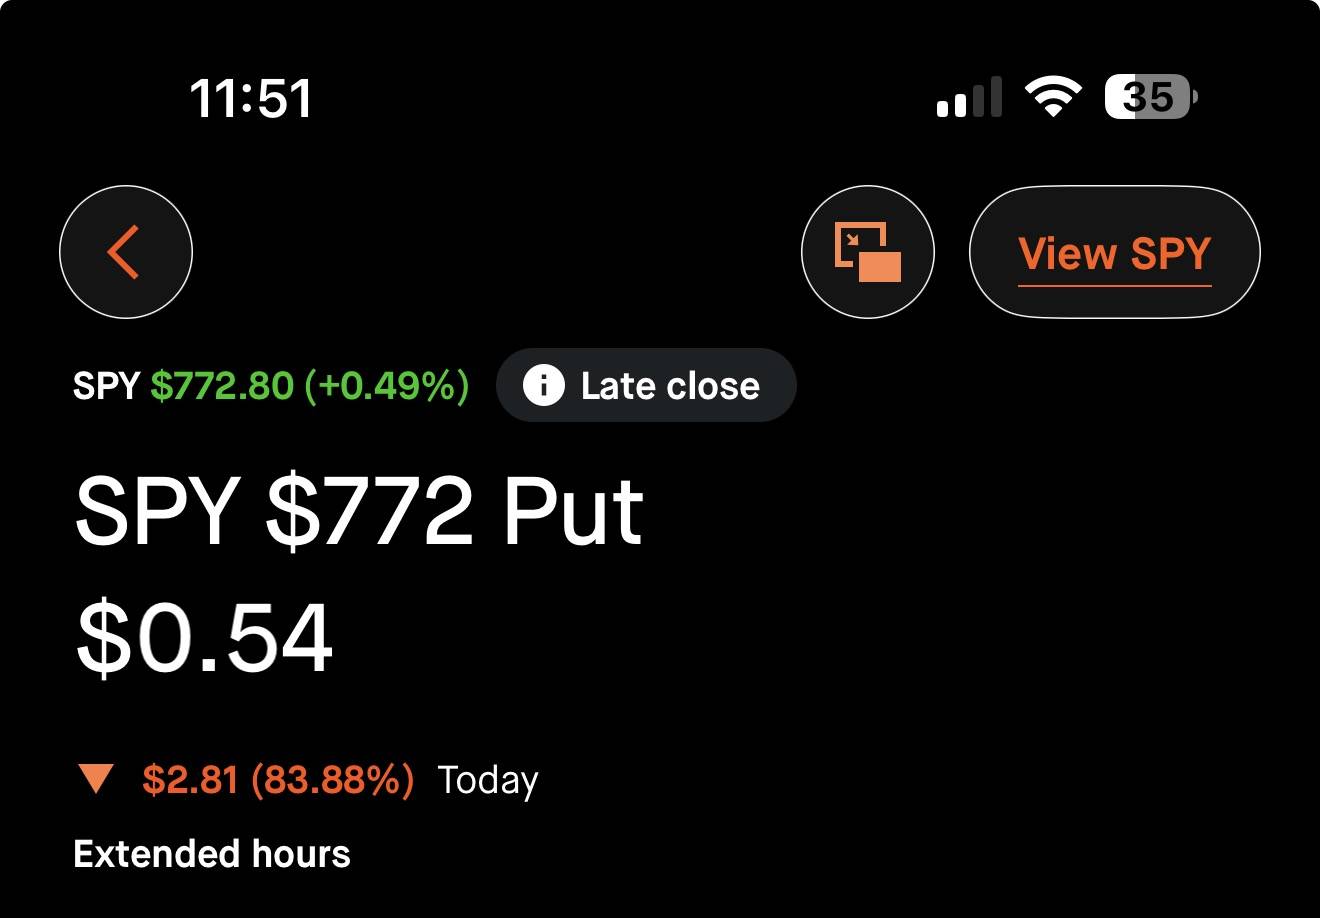 11:51 35
View SPY
SPY $772.80 (+0.49%) Late close
SPY $772 Put
$0.54
▼ $2.81 (83.88%) Today
Extended hours